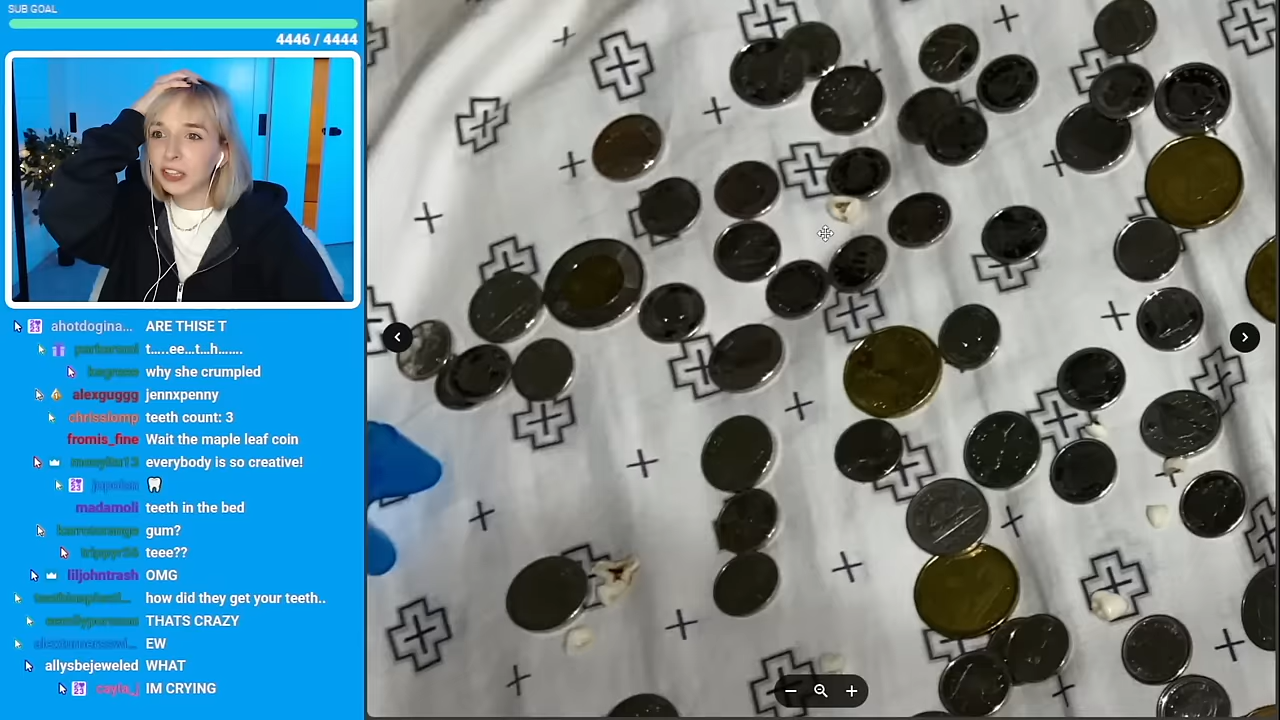 SUB GOAL
4446 / 4444
ahotdogina... ARE THISE T
t.....ee...t...h.......
why she crumpled
alexguggg jennxpenny
chrisslomp teeth count: 3
fromis_fine Wait the maple leaf coin
everybody is so creative!
madamoli teeth in the bed
gum?
teee??
liljohntrash OMG
how did they get your teeth..
THATS CRAZY
EW
allysbejeweled WHAT
IM CRYING